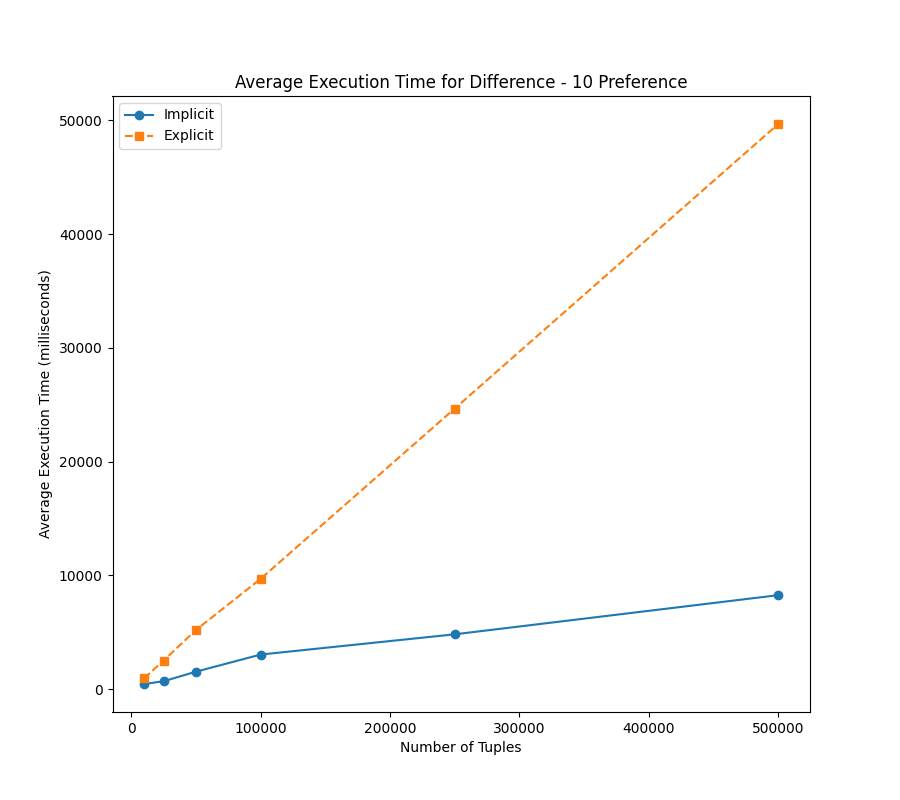 Average Execution Time for Difference - 10 Preference
Implicit
Explicit
50000
40000
30000
20000
10000
0
Average Execution Time (milliseconds)
0 100000 200000 300000 400000 500000
Number of Tuples